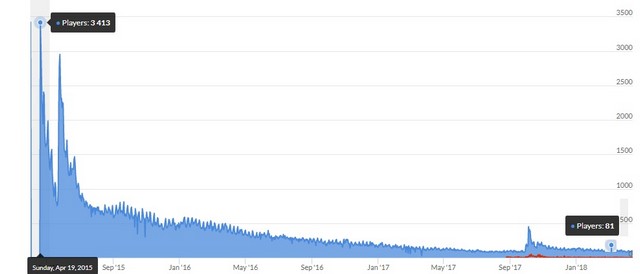 3500
Players: 3 413
3000
2500
2000
1500
1000
500
Players: 81
Sunday, Apr 19, 2015
Sep '15
Jan '16
May '16
Sep '16
Jan '17
May '17
Sep '17
Jan '18